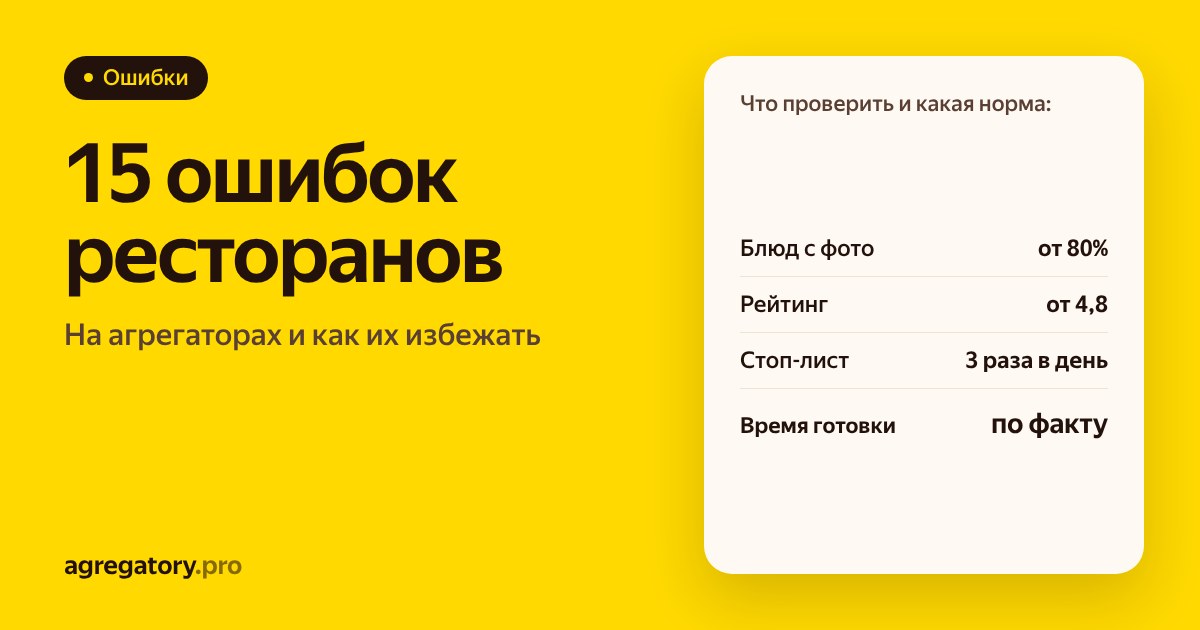 Ошибки
15 ошибок
ресторанов
На агрегаторах и как их избежать
agregatory.pro
Что проверить и какая норма:
Блюд с фото от 80%
Рейтинг от 4,8
Стоп-лист 3 раза в день
Время готовки по факту